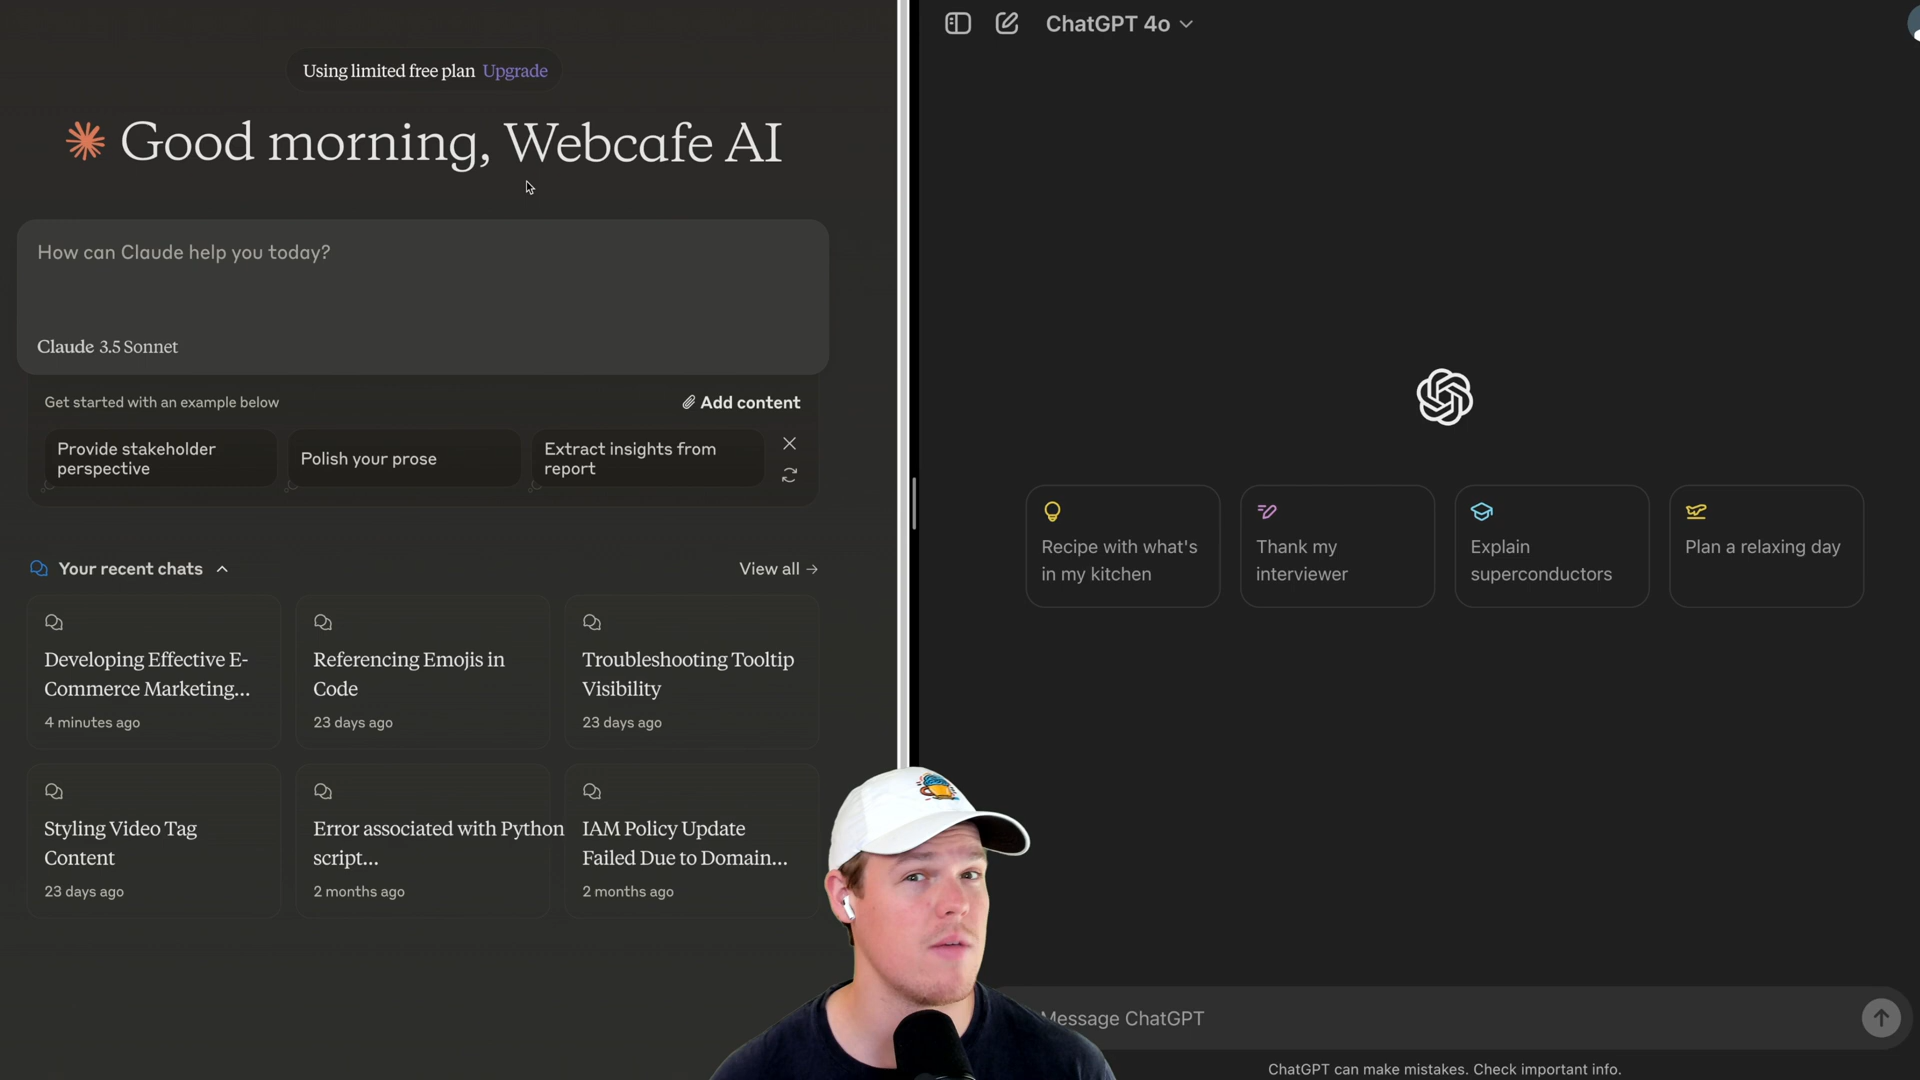 Using limited free plan Upgrade
Good morning, Webcafe AI
How can Claude help you today?
Claude 3.5 Sonnet
Get started with an example below
Add content
Provide stakeholder
perspective
Polish your prose
Extract insights from
report
Your recent chats
View all →
Developing Effective E-
Commerce Marketing...
4 minutes ago
Referencing Emojis in
Code
23 days ago
Troubleshooting Tooltip
Visibility
23 days ago
Styling Video Tag
Content
23 days ago
Error associated with Python
script...
2 months ago
IAM Policy Update
Failed Due to Domain...
2 months ago
ChatGPT 4o
Recipe with what's
in my kitchen
Thank my
interviewer
Explain
superconductors
Plan a relaxing day
Message ChatGPT
ChatGPT can make mistakes. Check important info.